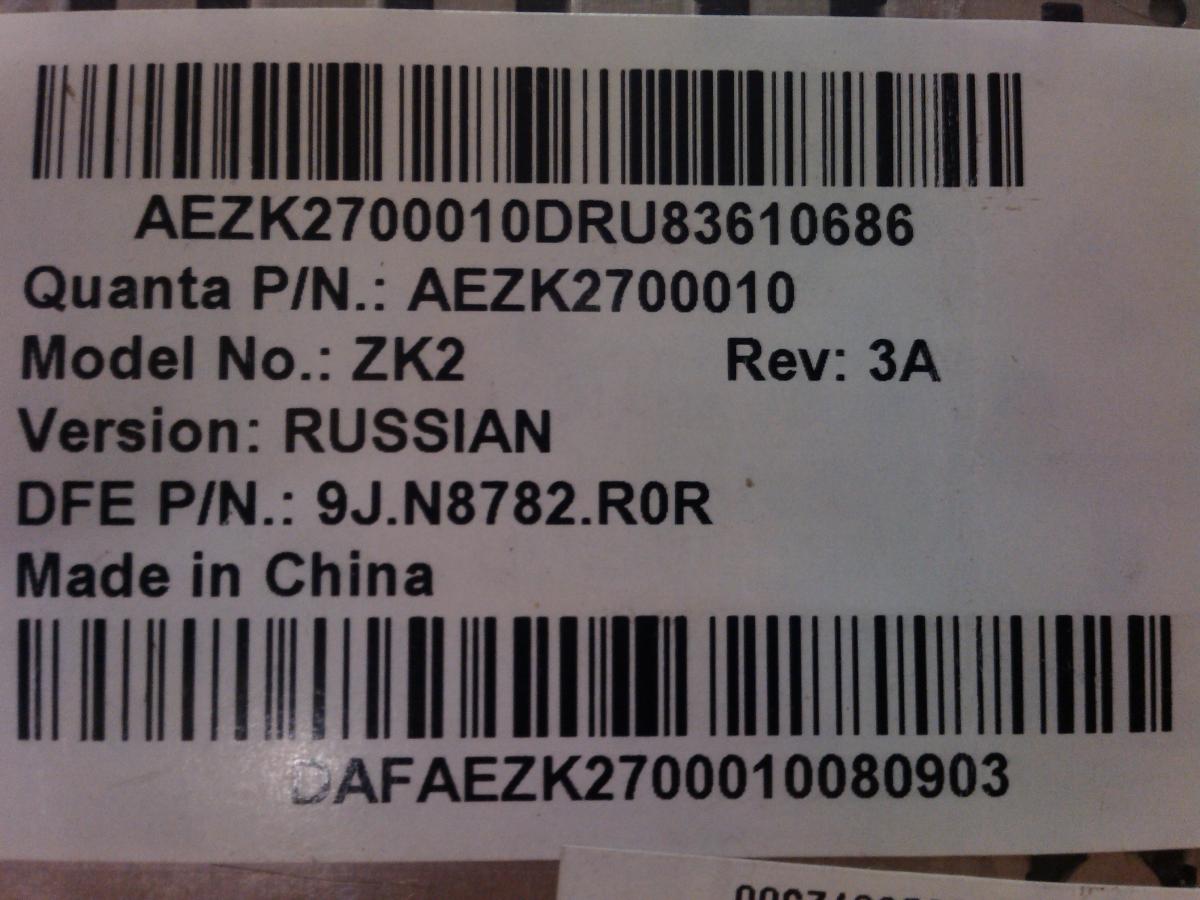 AEZK2700010DRU83610686
Quanta P/N.: AEZK2700010
Model No.: ZK2 Rev: 3A
Version: RUSSIAN
DFE P/N.: 9J.N8782.R0R
Made in China
DAFAEZK2700010080903